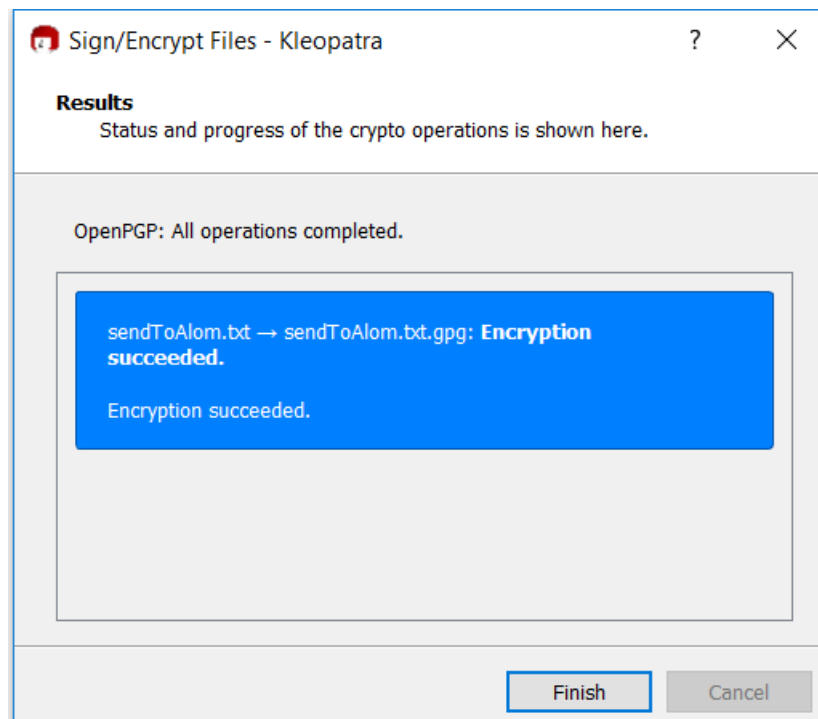 Sign/Encrypt Files - Kleopatra ?
Results
Status and progress of the crypto operations is shown here.
OpenPGP: All operations completed.
sendToAlom.txt → sendToAlom.txt.gpg: Encryption
succeeded.
Encryption succeeded.
Finish Cancel